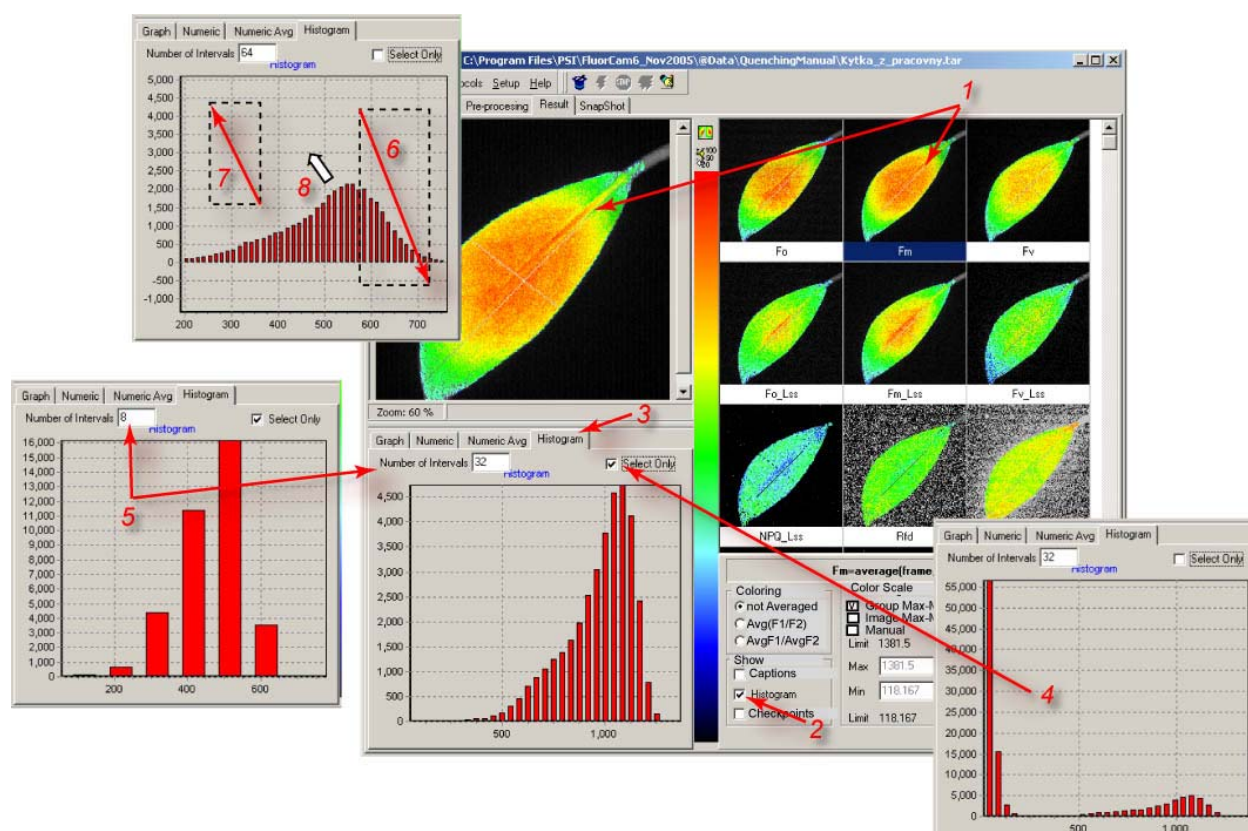 Graph Numeric Numeric Avg Histogram
Number of Intervals 64 Select Only
Histogram
5,000
4,500
4,000
3,500
3,000
2,500
2,000
1,500
1,000
500
0
-500
-1,000
200 300 400 500 600 700
6
7
8
C:\Program Files\PSI\FluorCam6_Nov2005\@Data\QuenchingManual\Kytka_z_pracovny.tar
ocols Setup Help
Pre-procesing Result SnapShot
1
100
50
20
Fo Fm Fv
Fo_Lss Fm_Lss Fv_Lss
NPQ_Lss Rfd
Zoom: 60 %
3
Graph Numeric Numeric Avg Histogram
Number of Intervals 32 Select Only
Histogram
4,500
4,000
3,500
3,000
2,500
2,000
1,500
1,000
500
0
500 1,000
Graph Numeric Numeric Avg Histogram
Number of Intervals 8 Select Only
Histogram
16,000
15,000
14,000
13,000
12,000
11,000
10,000
9,000
8,000
7,000
6,000
5,000
4,000
3,000
2,000
1,000
0
200 400 600
5
Fm=average(frame
Coloring
not Averaged
Avg(F1/F2)
AvgF1/AvgF2
Show
Captions
Histogram
Checkpoints
2
Color Scale
Group Max-M
Image Max-M
Manual
Limit 1381.5
Max 1381.5
Min 118.167
Limit 118.167
4
Graph Numeric Numeric Avg Histogram
Number of Intervals 32 Select Only
Histogram
55,000
50,000
45,000
40,000
35,000
30,000
25,000
20,000
15,000
10,000
5,000
0
500 1,000